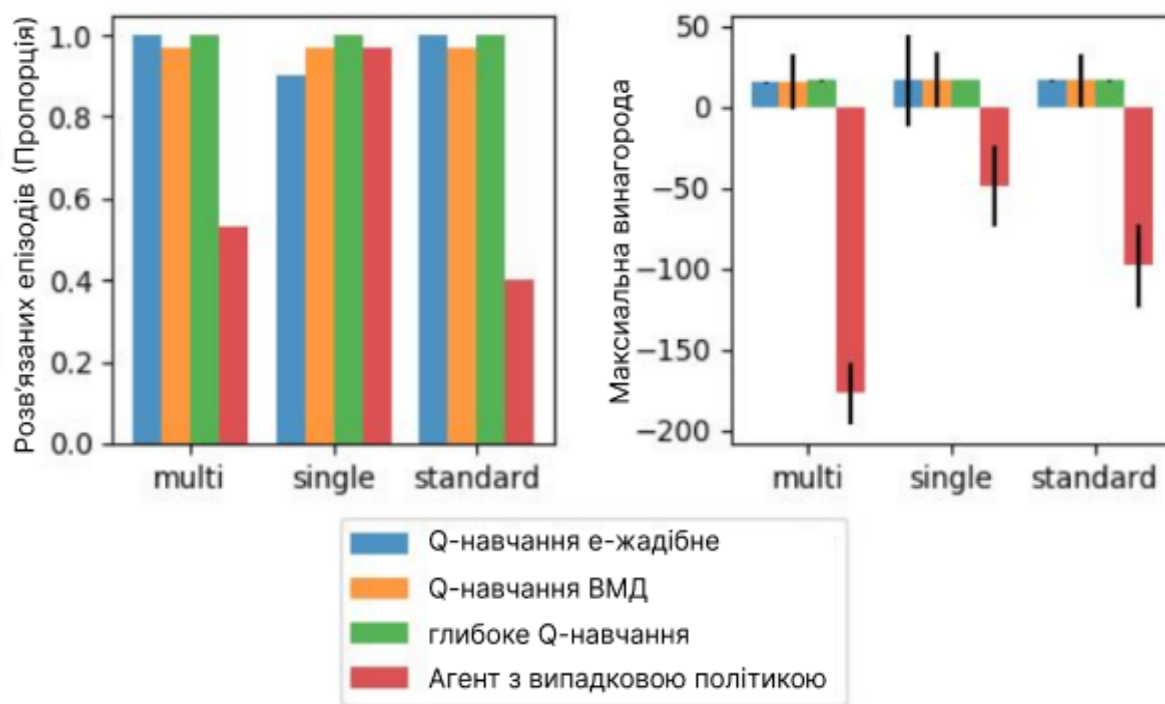 Розв'язаних епізодів (Пропорція)
1.0
0.8
0.6
0.4
0.2
0.0
multi single standard
Максиальна винагорода
50
0
−50
−100
−150
−200
multi single standard
Q-навчання е-жадібне
Q-навчання ВМД
глибоке Q-навчання
Агент з випадковою політикою